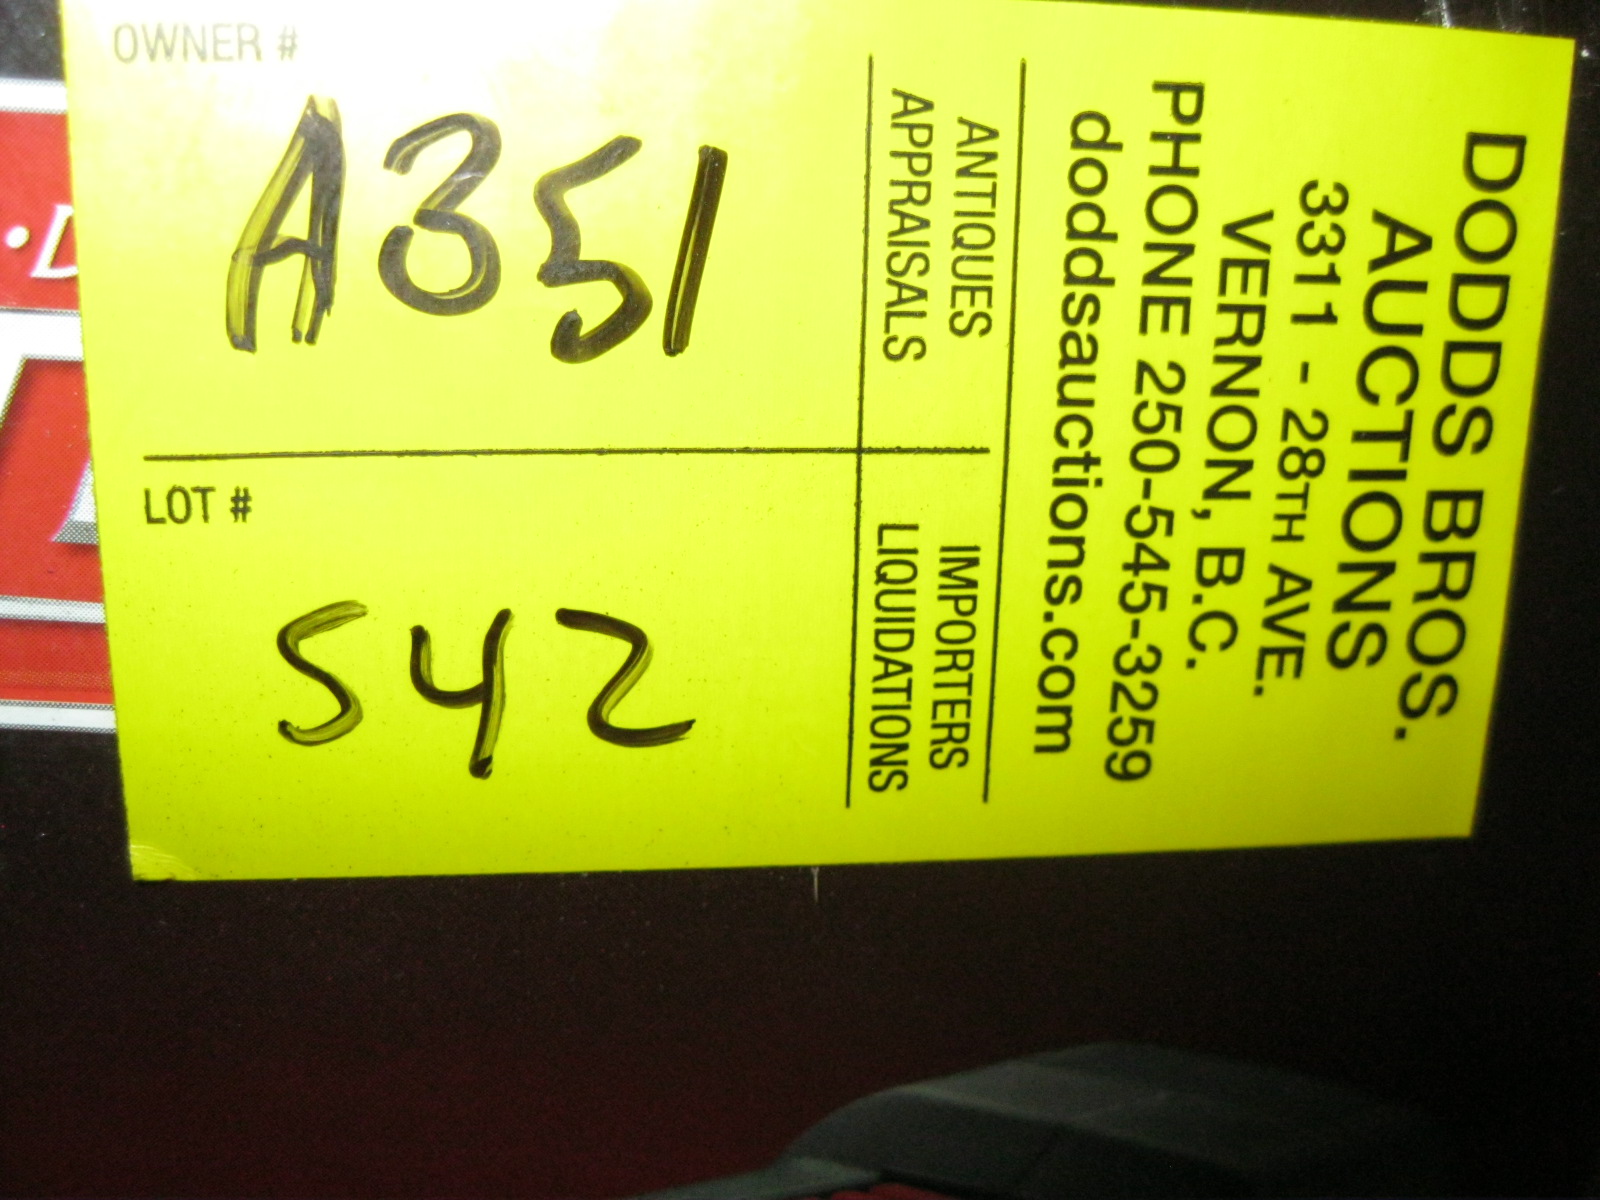 OWNER #
A351
LOT #
542
DODDS BROS.
AUCTIONS
3311 - 28TH AVE.
VERNON, B.C.
PHONE 250-545-3259
doddsauctions.com
ANTIQUES
APPRAISALS
IMPORTERS
LIQUIDATIONS